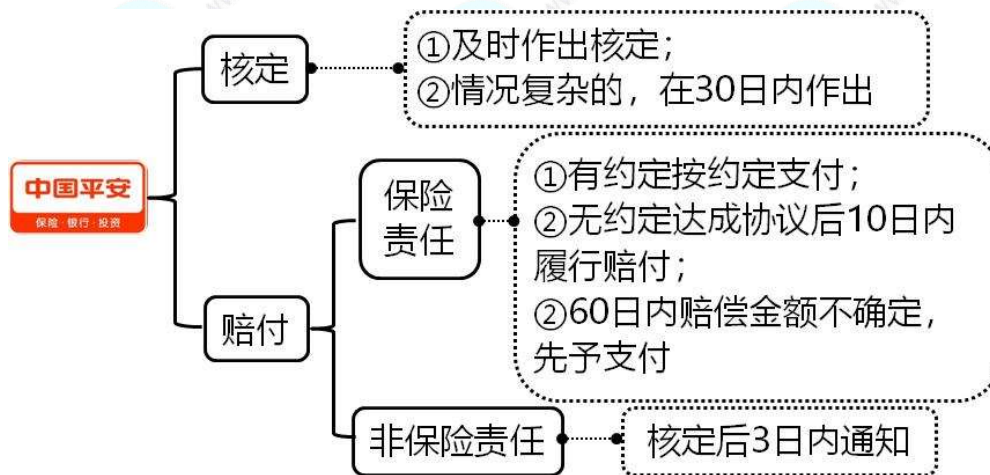 核定
①及时作出核定；
②情况复杂的，在30日内作出
中国平安
保险·银行·投资
保险
责任
①有约定按约定支付；
②无约定达成协议后10日内
履行赔付；
②60日内赔偿金额不确定，
先予支付
赔付
非保险责任
核定后3日内通知